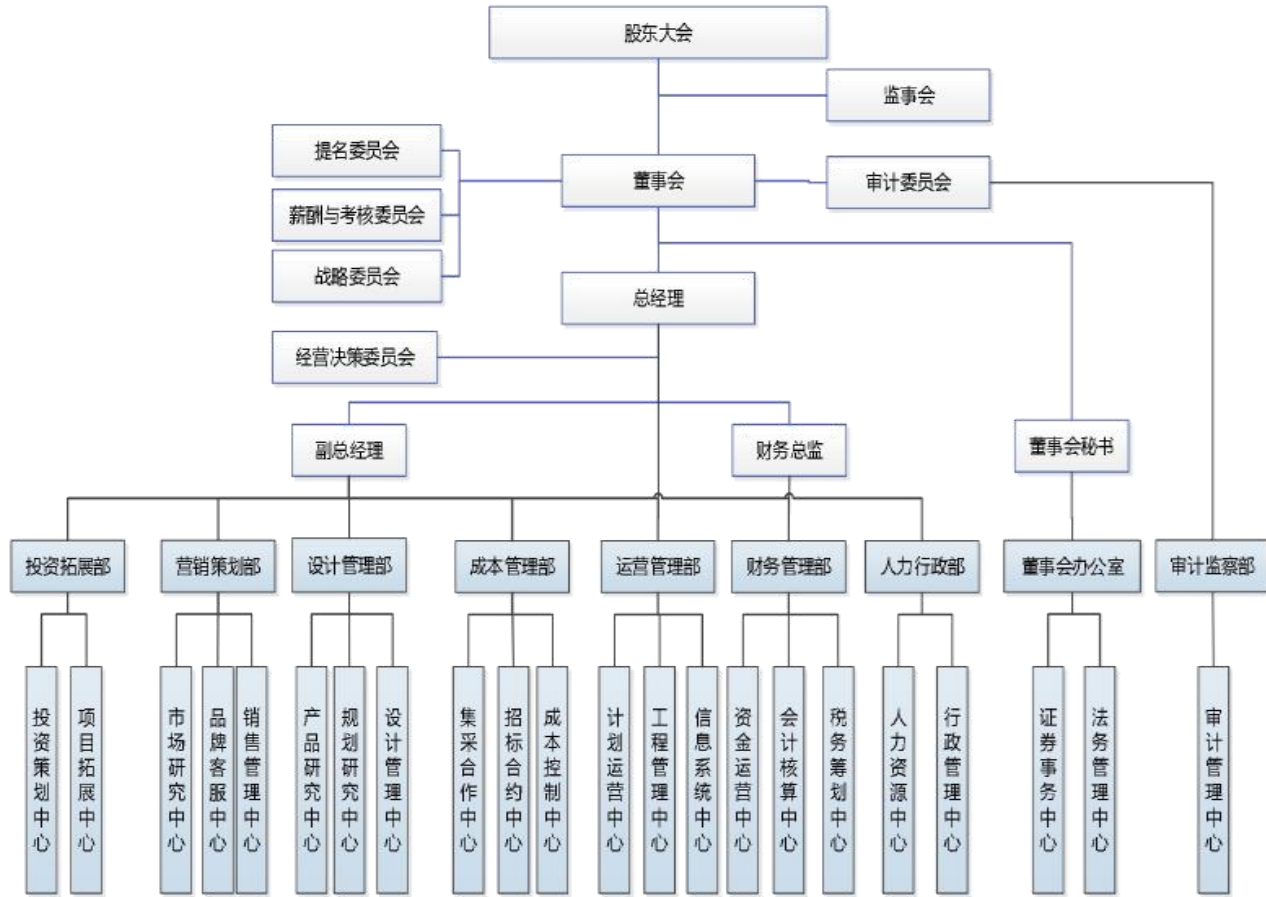 股东大会
监事会
提名委员会
董事会
审计委员会
薪酬与考核委员会
战略委员会
总经理
经营决策委员会
副总经理
财务总监
董事会秘书
投资拓展部
营销策划部
设计管理部
成本管理部
运营管理部
财务管理部
人力行政部
董事会办公室
审计监察部
投资策划中心
项目拓展中心
市场研究中心
品牌客服中心
销售管理中心
产品研究中心
规划研究中心
设计管理中心
集采合作中心
招标合约中心
成本控制中心
计划运营中心
工程管理中心
信息系统中心
资金运营中心
会计核算中心
税务筹划中心
人力资源中心
行政管理中心
证券事务中心
法务管理中心
审计管理中心